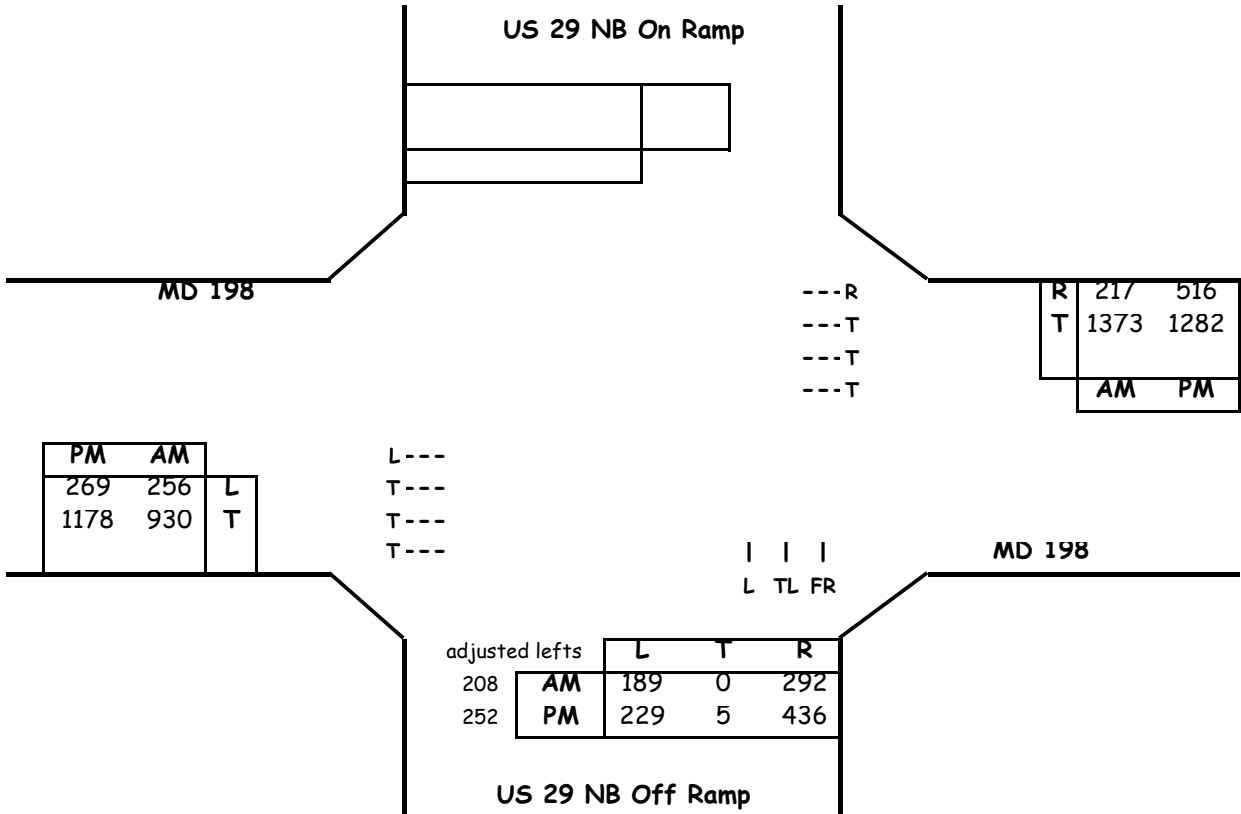 US 29 NB On Ramp
MD 198
---R
---T
---T
---T
R 217 516
T 1373 1282
AM PM
PM AM
269 256 L
1178 930 T
L---
T---
T---
T---
| | |
L TL FR
MD 198
adjusted lefts L T R
208 AM 189 0 292
252 PM 229 5 436
US 29 NB Off Ramp